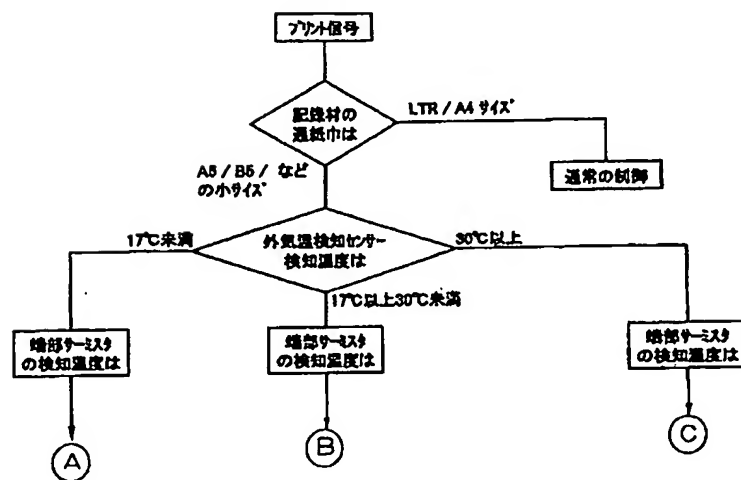 プリント信号
記録材の
通紙巾は
LTR / A4 サイズ
A5 / B5 / など
の小サイズ
通常の制御
外気温検知センサー
検知温度は
17℃未満
30℃以上
17℃以上30℃未満
端部サーミスタ
の検知温度は
端部サーミスタ
の検知温度は
端部サーミスタ
の検知温度は
A
B
C